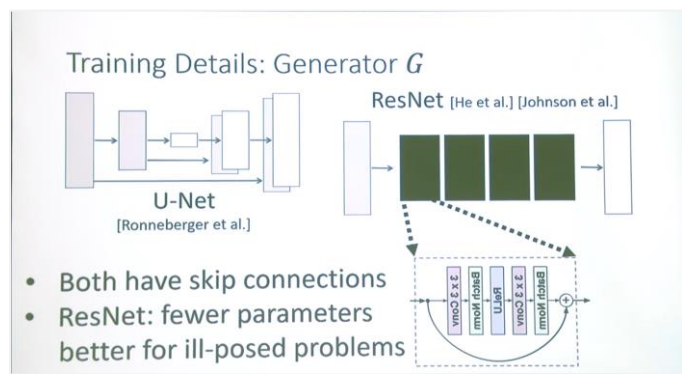 Training Details: Generator G
ResNet [He et al.] [Johnson et al.]
U-Net
[Ronneberger et al.]
• Both have skip connections
• ResNet: fewer parameters
better for ill-posed problems
3 x 3 Conv
Batch Norm
ReLU
3 x 3 Conv
Batch Norm
+